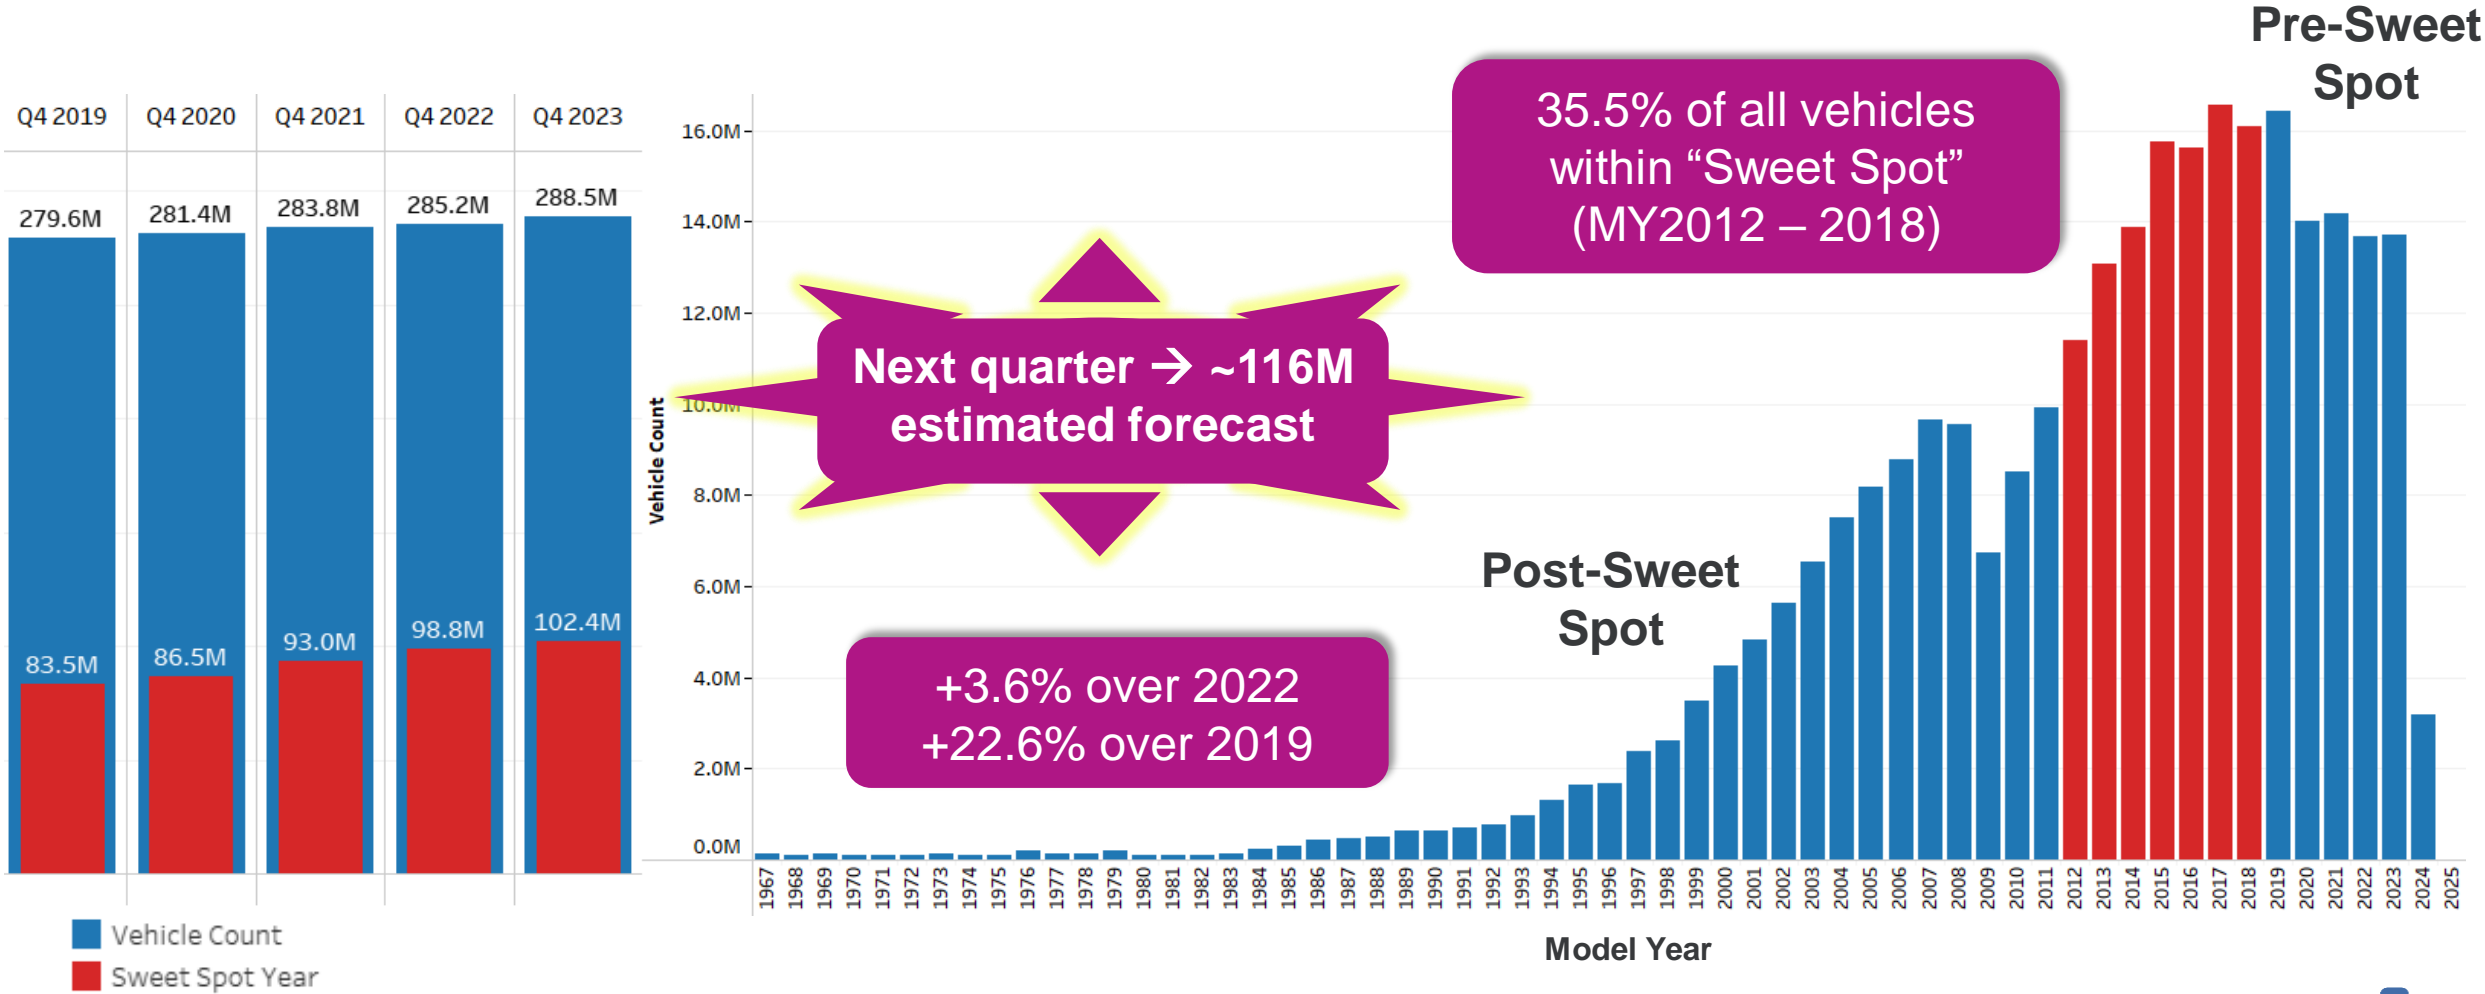 Pre-Sweet
Spot
Q4 2019
Q4 2020
Q4 2021
Q4 2022
Q4 2023
279.6M
281.4M
283.8M
285.2M
288.5M
83.5M
86.5M
93.0M
98.8M
102.4M
Vehicle Count
Sweet Spot Year
Vehicle Count
16.0M
14.0M
12.0M
10.0M
8.0M
6.0M
4.0M
2.0M
0.0M
35.5% of all vehicles
within “Sweet Spot”
(MY2012 – 2018)
Next quarter → ~116M
estimated forecast
Post-Sweet
Spot
+3.6% over 2022
+22.6% over 2019
1967
1968
1969
1970
1971
1972
1973
1974
1975
1976
1977
1978
1979
1980
1981
1982
1983
1984
1985
1986
1987
1988
1989
1990
1991
1992
1993
1994
1995
1996
1997
1998
1999
2000
2001
2002
2003
2004
2005
2006
2007
2008
2009
2010
2011
2012
2013
2014
2015
2016
2017
2018
2019
2020
2021
2022
2023
2024
2025
Model Year